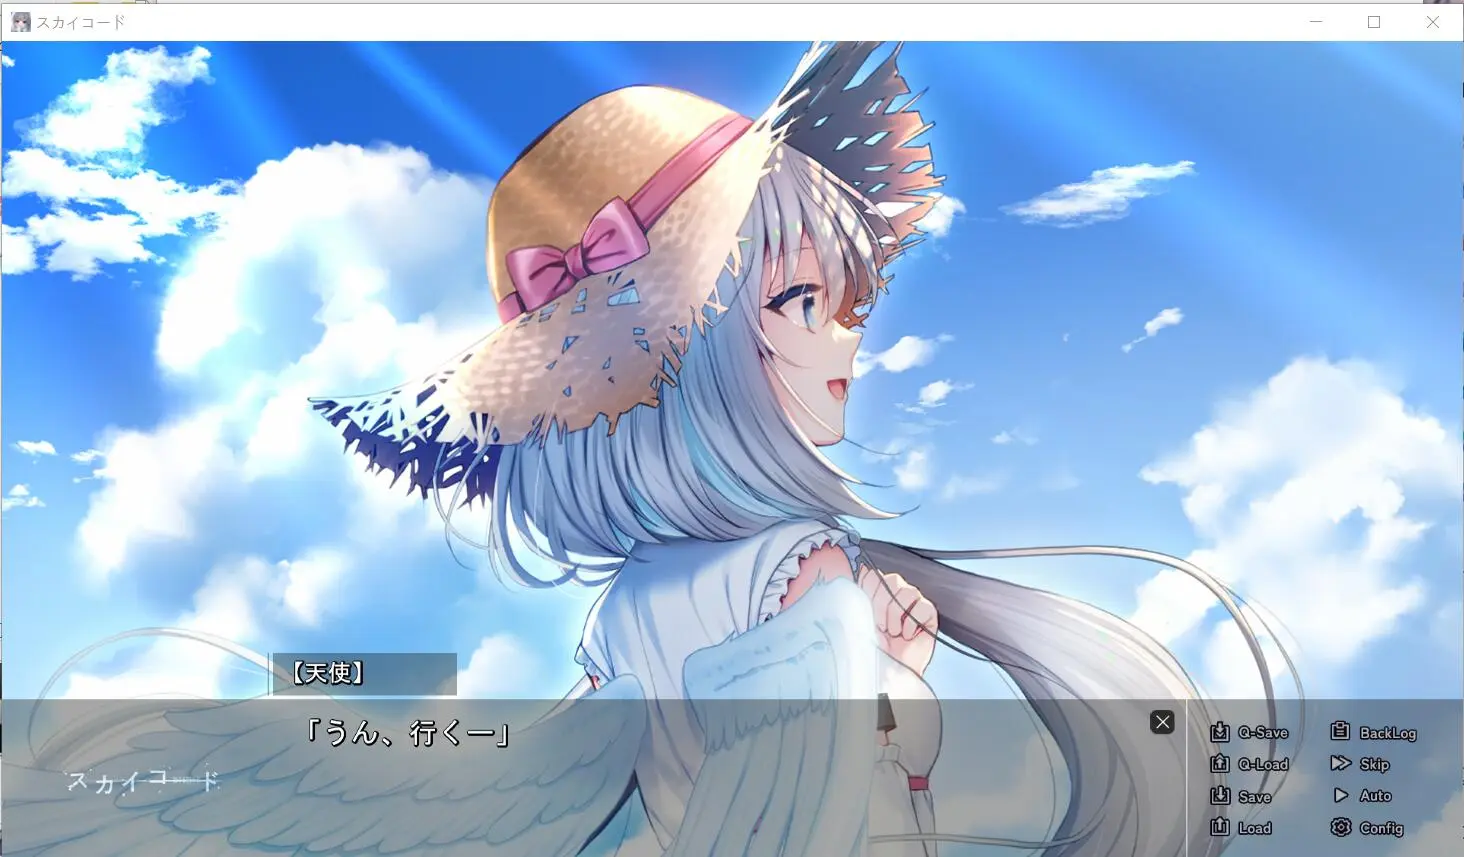 スカイコード
【天使】
「うん、行くー」
スカイコード
Q-Save
BackLog
Q-Load
Skip
Save
Auto
Load
Config